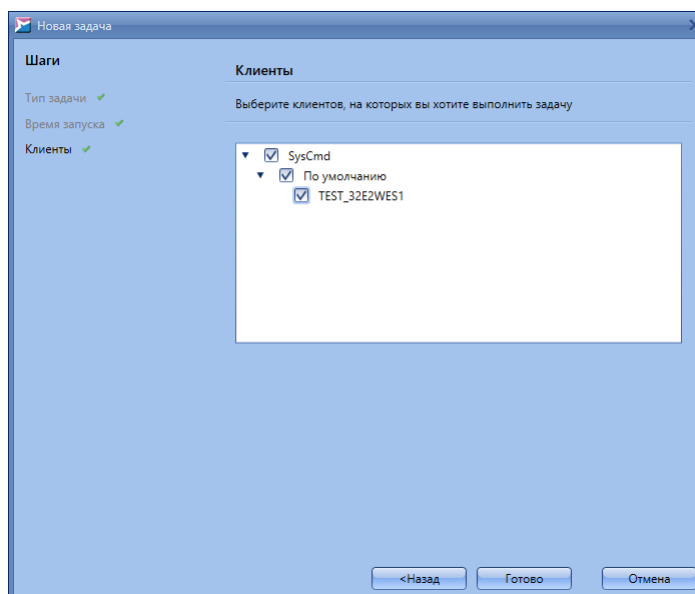 Новая задача
Шаги
Тип задачи
Время запуска
Клиенты
Клиенты
Выберите клиентов, на которых вы хотите выполнить задачу
SysCmd
По умолчанию
TEST_32E2WES1
<Назад Готово Отмена